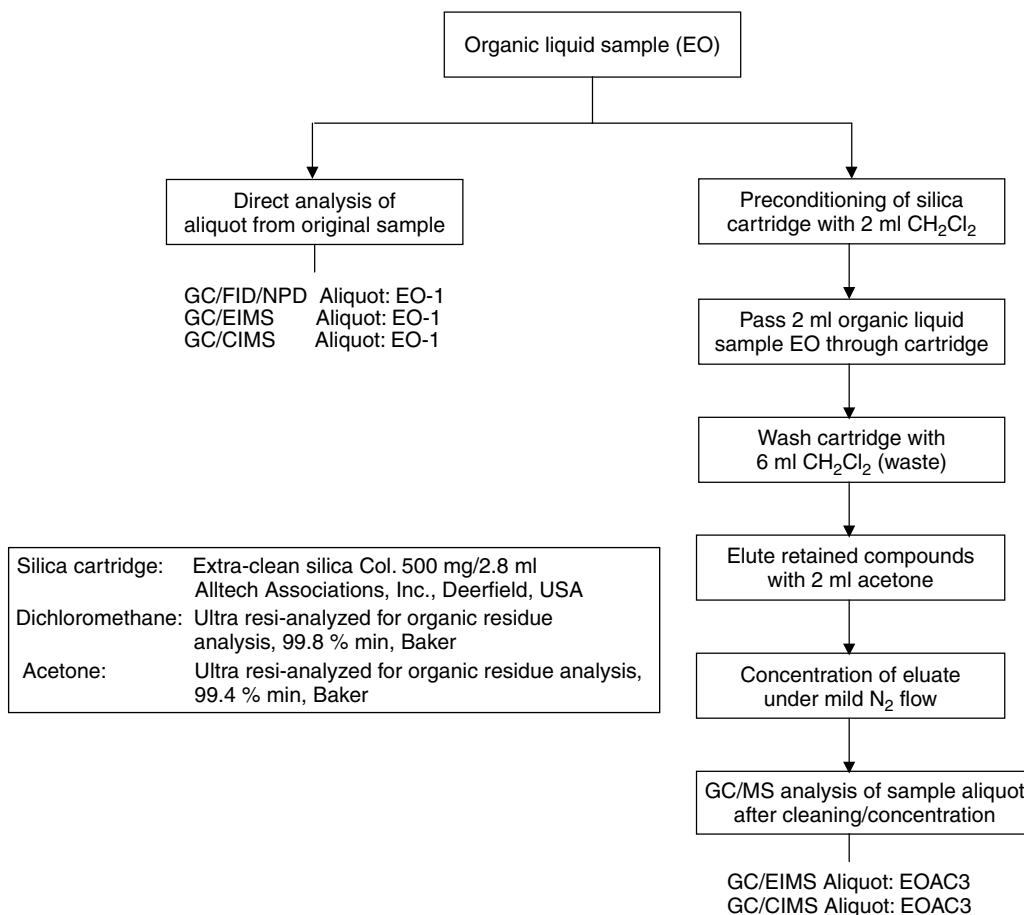 Organic liquid sample (EO)
Direct analysis of
aliquot from original sample
GC/FID/NPD Aliquot: EO-1
GC/EIMS Aliquot: EO-1
GC/CIMS Aliquot: EO-1
Preconditioning of silica
cartridge with 2 ml CH₂Cl₂
Pass 2 ml organic liquid
sample EO through cartridge
Wash cartridge with
6 ml CH₂Cl₂ (waste)
Elute retained compounds
with 2 ml acetone
Concentration of eluate
under mild N₂ flow
GC/MS analysis of sample aliquot
after cleaning/concentration
GC/EIMS Aliquot: EOAC3
GC/CIMS Aliquot: EOAC3
Silica cartridge: Extra-clean silica Col. 500 mg/2.8 ml
Alltech Associations, Inc., Deerfield, USA
Dichloromethane: Ultra resi-analyzed for organic residue
analysis, 99.8 % min, Baker
Acetone: Ultra resi-analyzed for organic residue analysis,
99.4 % min, Baker